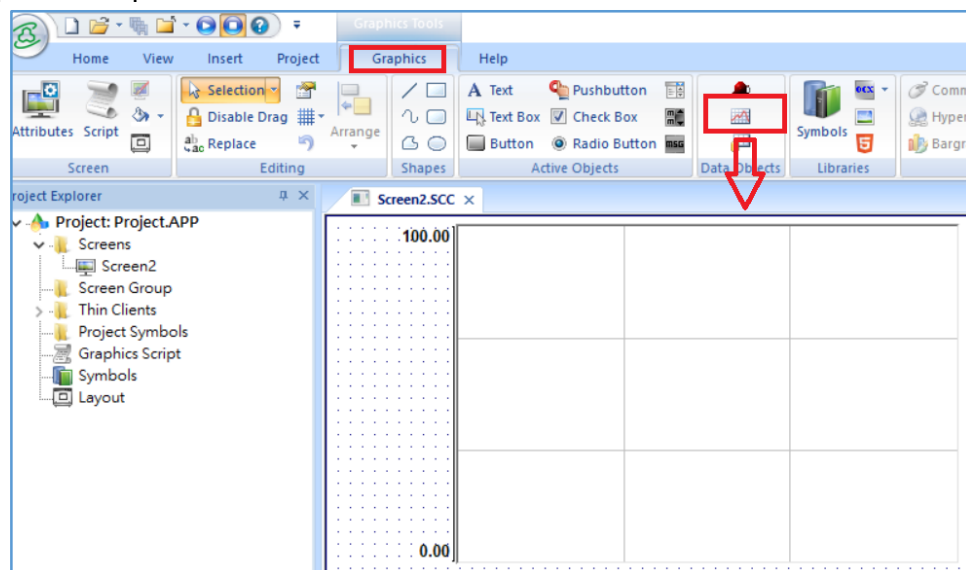 Graphics Tools
Home View Insert Project Graphics Help
Selection
A Text
Pushbutton
ocx
Disable Drag
Text Box
Check Box
Attributes Script
Replace
Arrange
Button
Radio Button
msg
Symbols
Screen
Editing
Shapes
Active Objects
Data Objects
Libraries
Screen2.SCC
100.00
Project: Project.APP
Screens
Screen2
Screen Group
Thin Clients
Project Symbols
Graphics Script
Symbols
Layout
0.00